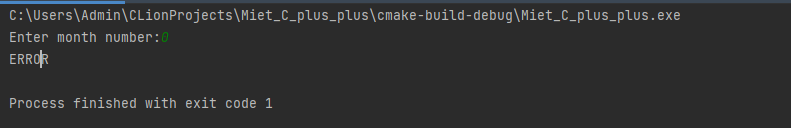 C:\Users\Admin\CLionProjects\Miet_C_plus_plus\cmake-build-debug\Miet_C_plus_plus.exe
Enter month number:0
ERROR
Process finished with exit code 1